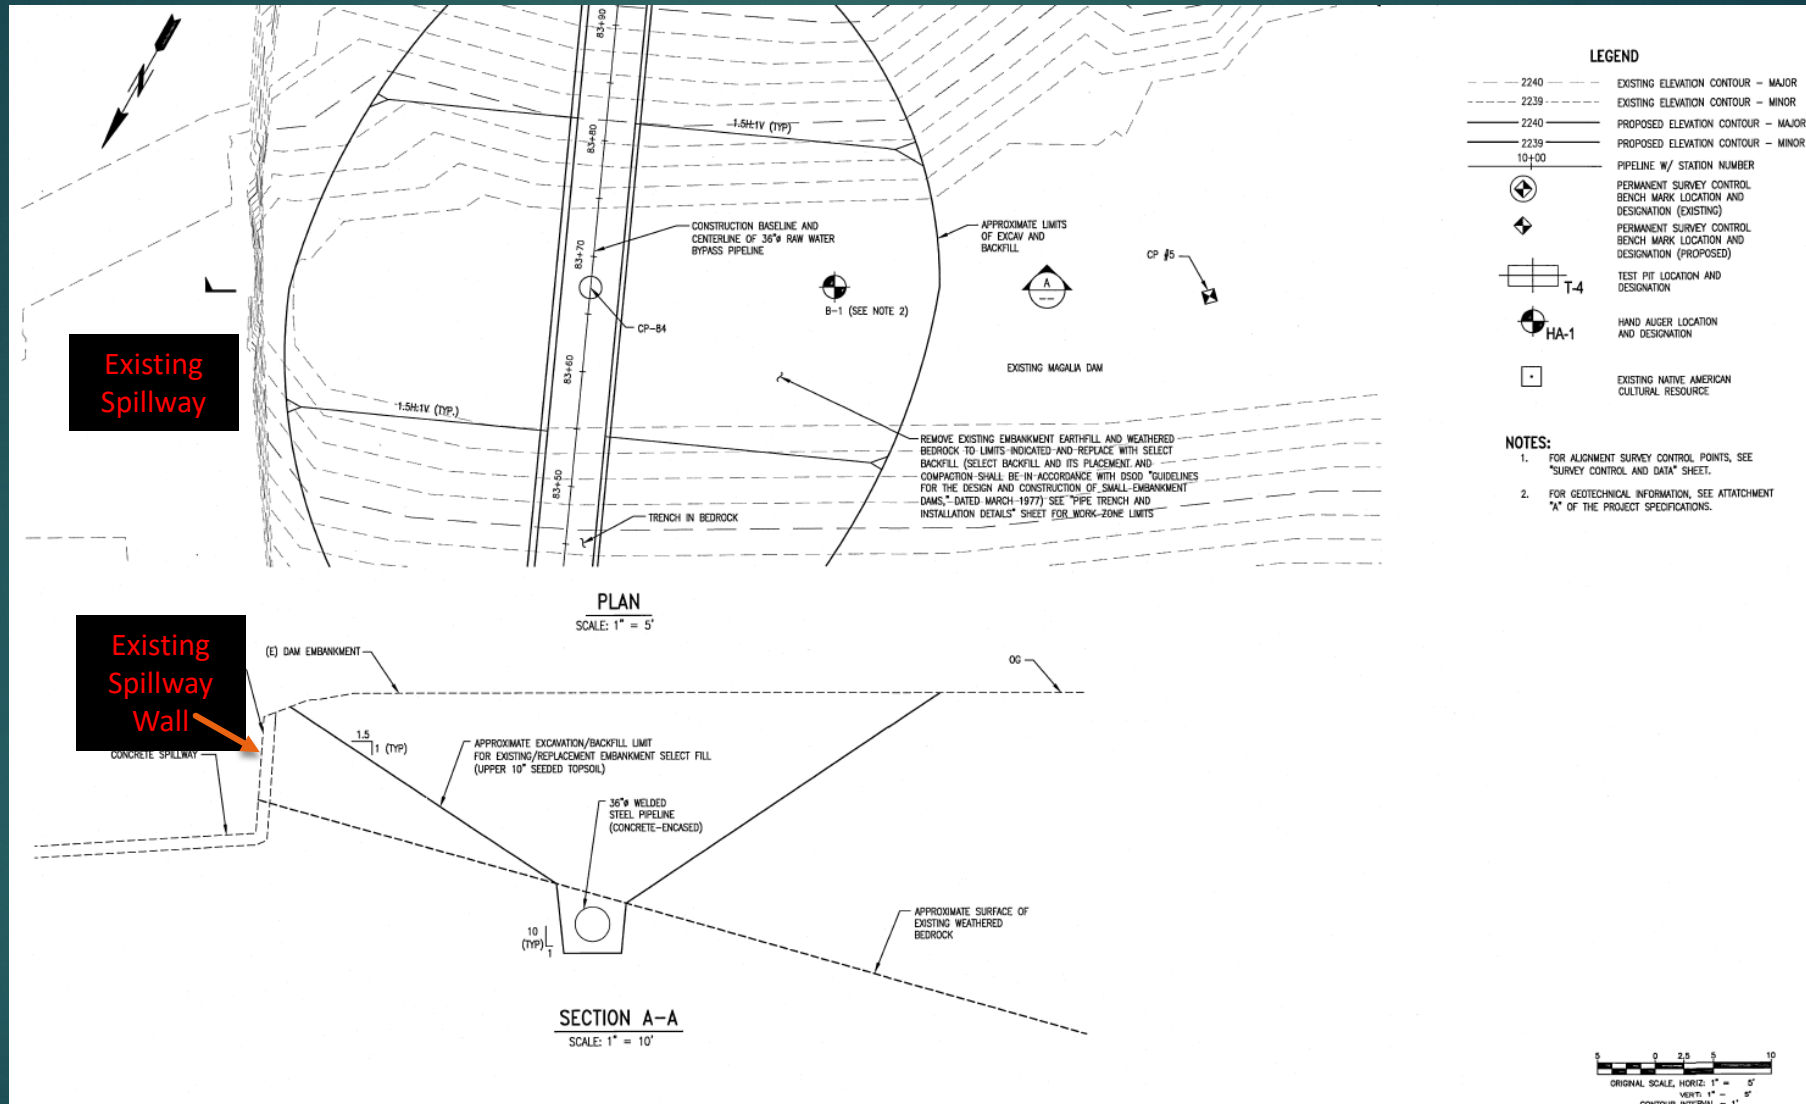 N
83+90
83+80
83+70
83+60
83+50
1.5H:1V (TYP)
CONSTRUCTION BASELINE AND
CENTERLINE OF 36"ø RAW WATER
BYPASS PIPELINE
APPROXIMATE LIMITS
OF EXCAV AND
BACKFILL
CP #5
A
B-1 (SEE NOTE 2)
CP-84
EXISTING MAGALIA DAM
Existing
Spillway
1.5H:1V (TYP.)
REMOVE EXISTING EMBANKMENT EARTHFILL AND WEATHERED
BEDROCK TO LIMITS INDICATED AND REPLACE WITH SELECT
BACKFILL (SELECT BACKFILL AND ITS PLACEMENT AND
COMPACTION SHALL BE IN ACCORDANCE WITH DSOD "GUIDELINES
FOR THE DESIGN AND CONSTRUCTION OF SMALL EMBANKMENT
DAMS," DATED MARCH 1977) SEE "PIPE TRENCH AND
INSTALLATION DETAILS" SHEET FOR WORK ZONE LIMITS
TRENCH IN BEDROCK
PLAN
SCALE: 1" = 5'
LEGEND
2240 EXISTING ELEVATION CONTOUR - MAJOR
2239 EXISTING ELEVATION CONTOUR - MINOR
2240 PROPOSED ELEVATION CONTOUR - MAJOR
2239 PROPOSED ELEVATION CONTOUR - MINOR
10+00 PIPELINE W/ STATION NUMBER
PERMANENT SURVEY CONTROL
BENCH MARK LOCATION AND
DESIGNATION (EXISTING)
PERMANENT SURVEY CONTROL
BENCH MARK LOCATION AND
DESIGNATION (PROPOSED)
T-4 TEST PIT LOCATION AND
DESIGNATION
HA-1 HAND AUGER LOCATION
AND DESIGNATION
EXISTING NATIVE AMERICAN
CULTURAL RESOURCE
NOTES:
1. FOR ALIGNMENT SURVEY CONTROL POINTS, SEE
"SURVEY CONTROL AND DATA" SHEET.
2. FOR GEOTECHNICAL INFORMATION, SEE ATTATCHMENT
"A" OF THE PROJECT SPECIFICATIONS.
Existing
Spillway
Wall
(E) DAM EMBANKMENT
OG
CONCRETE SPILLWAY
1.5
1 (TYP)
APPROXIMATE EXCAVATION/BACKFILL LIMIT
FOR EXISTING/REPLACEMENT EMBANKMENT SELECT FILL
(UPPER 10" SEEDED TOPSOIL)
36"ø WELDED
STEEL PIPELINE
(CONCRETE-ENCASED)
10
(TYP)
1
APPROXIMATE SURFACE OF
EXISTING WEATHERED
BEDROCK
SECTION A-A
SCALE: 1" = 10'
5 0 2.5 5 10
ORIGINAL SCALE, HORIZ: 1" = 5'
VERT: 1" = 5'
CONTOUR INTERVAL = 1'